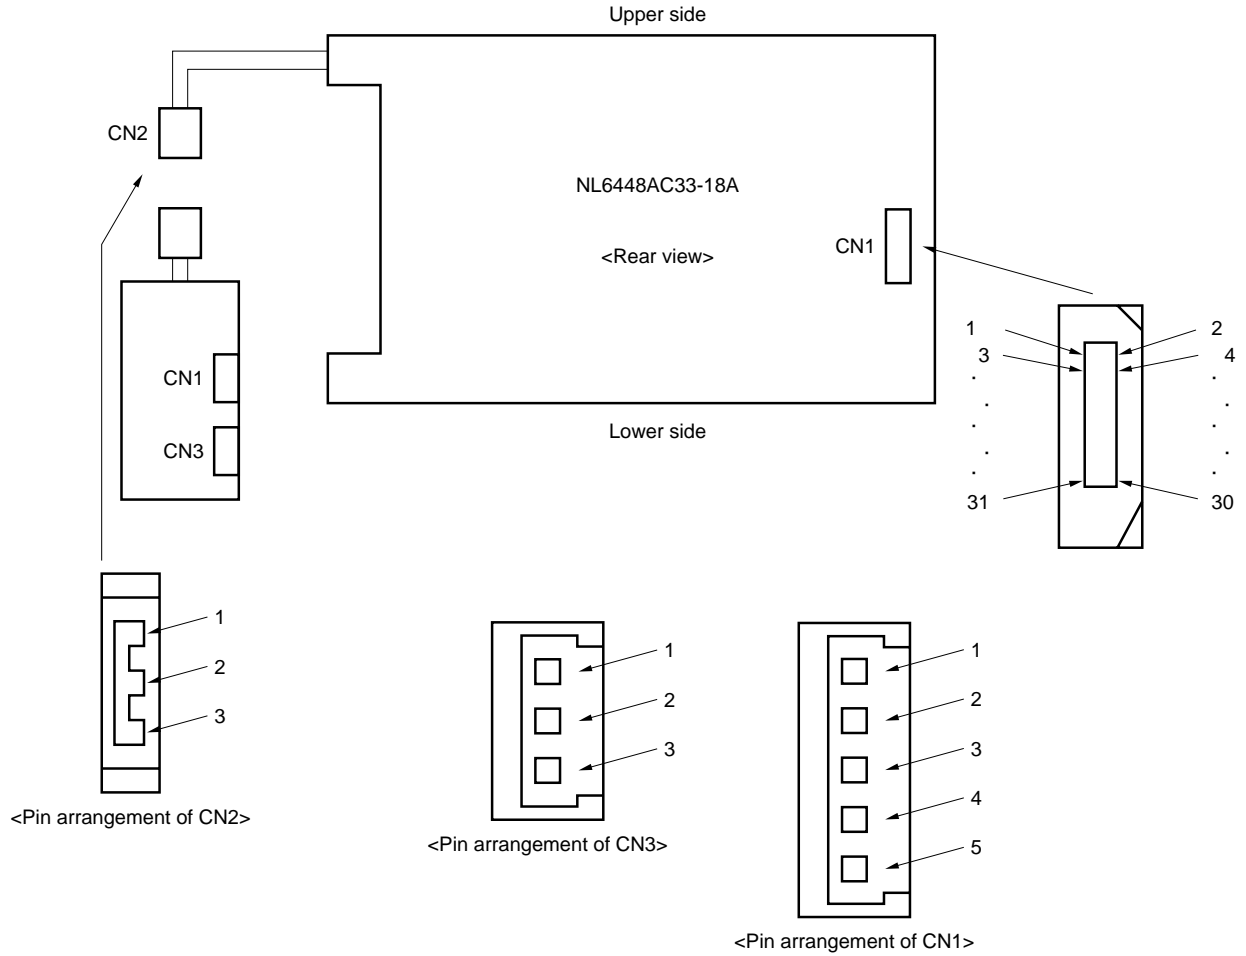 Upper side
CN2
NL6448AC33-18A
CN1
<Rear view>
1 2
3 4
CN1
Lower side
CN3
31 30
1
2
3
<Pin arrangement of CN2>
1
2
3
<Pin arrangement of CN3>
1
2
3
4
5
<Pin arrangement of CN1>